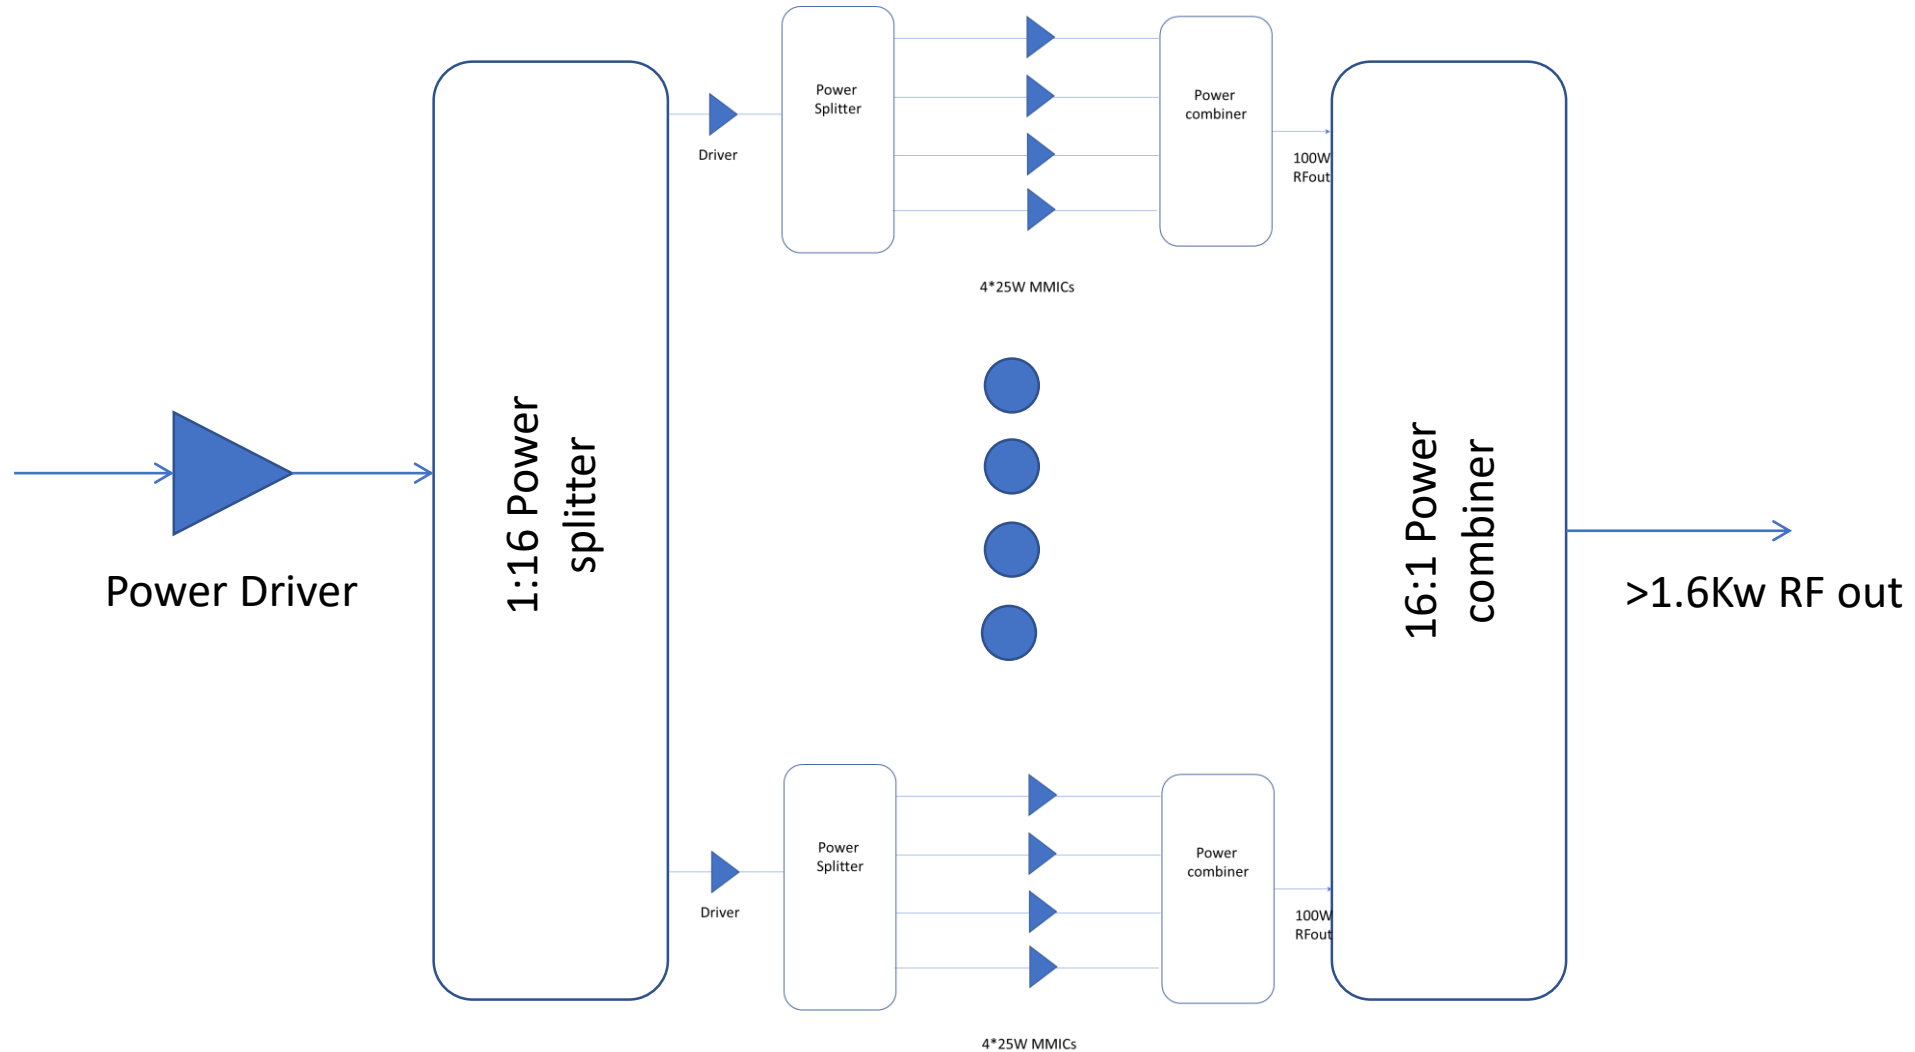 Power
Splitter
Power
combiner
Driver
100W
RFout
4*25W MMICs
Power Driver
1:16 Power
splitter
16:1 Power
combiner
>1.6Kw RF out
Power
Splitter
Power
combiner
Driver
100W
RFout
4*25W MMICs